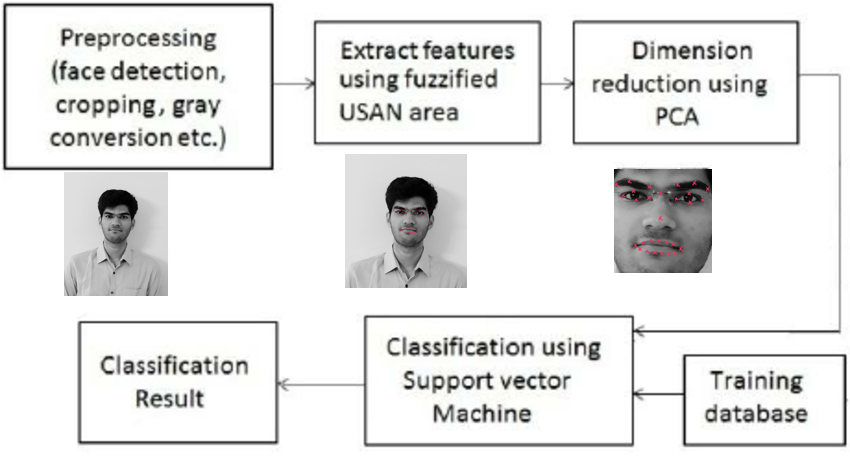 Preprocessing
(face detection,
cropping, gray
conversion etc.)
Extract features
using fuzzified
USAN area
Dimension
reduction using
PCA
Classification
Result
Classification using
Support vector
Machine
Training
database